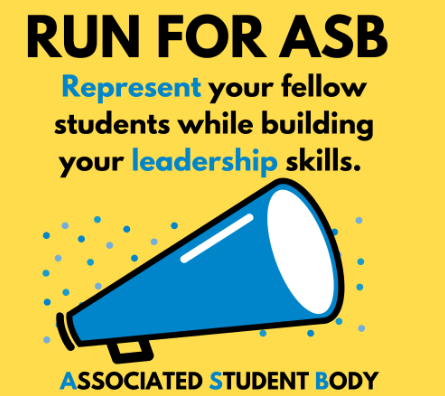 RUN FOR ASB
Represent your fellow
students while building
your leadership skills.
ASSOCIATED STUDENT BODY